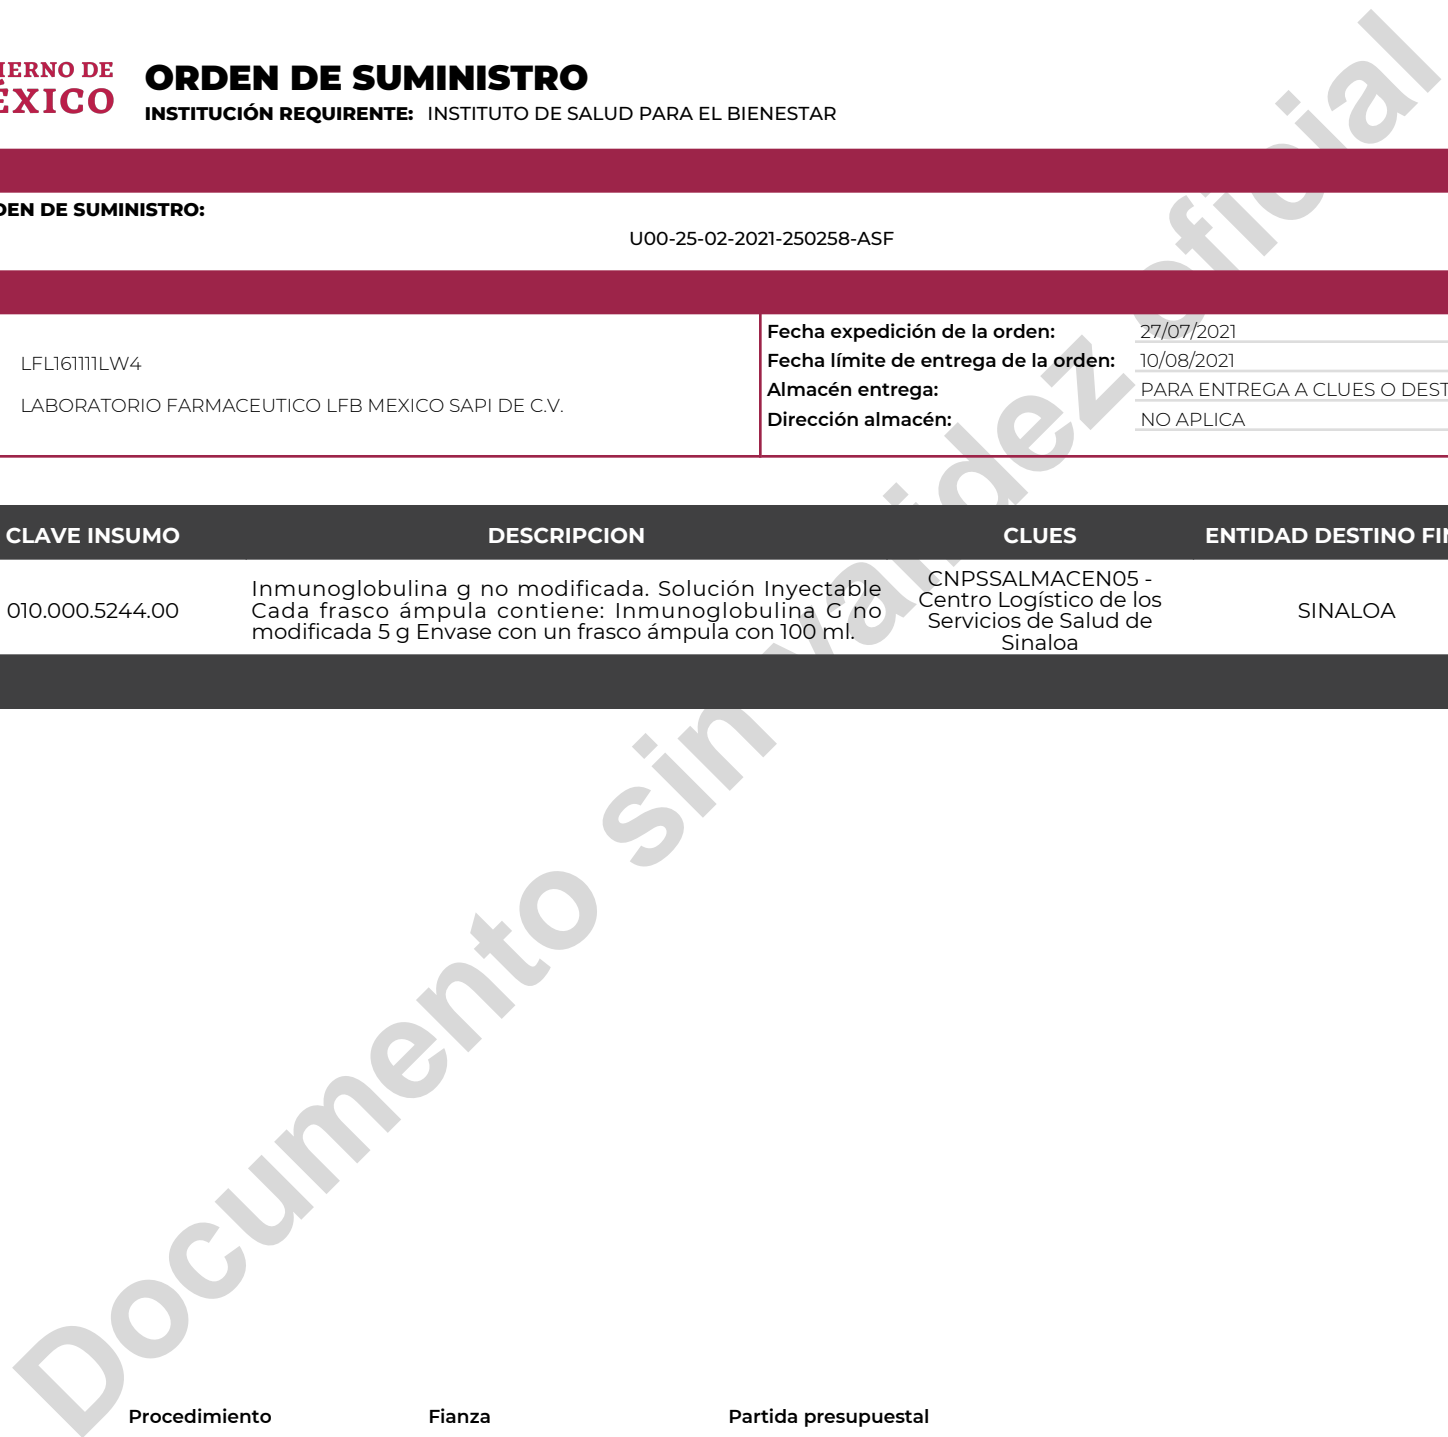 IERNO DE
ÉXICO
ORDEN DE SUMINISTRO
INSTITUCIÓN REQUIRENTE: INSTITUTO DE SALUD PARA EL BIENESTAR
DEN DE SUMINISTRO:
U00-25-02-2021-250258-ASF
LFL161111LW4
LABORATORIO FARMACEUTICO LFB MEXICO SAPI DE C.V.
Fecha expedición de la orden: 27/07/2021
Fecha límite de entrega de la orden: 10/08/2021
Almacén entrega: PARA ENTREGA A CLUES O DEST
Dirección almacén: NO APLICA
CLAVE INSUMO DESCRIPCION CLUES ENTIDAD DESTINO FIN
010.000.5244.00
Inmunoglobulina g no modificada. Solución Inyectable
Cada frasco ámpula contiene: Inmunoglobulina G no
modificada 5 g Envase con un frasco ámpula con 100 ml.
CNPSSALMACEN05 -
Centro Logístico de los
Servicios de Salud de
Sinaloa
SINALOA
Documento sin validez oficial
Procedimiento Fianza Partida presupuestal